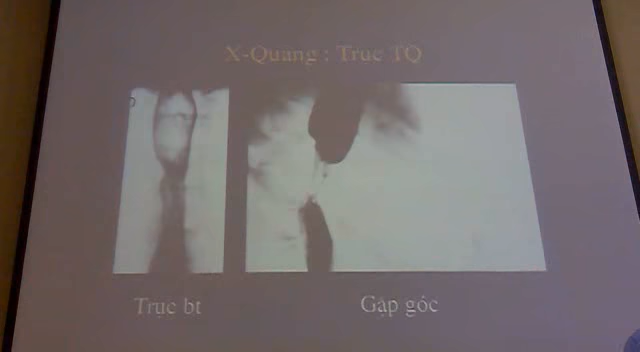 X-Quang : Trục TQ
Trục bt
Gập góc